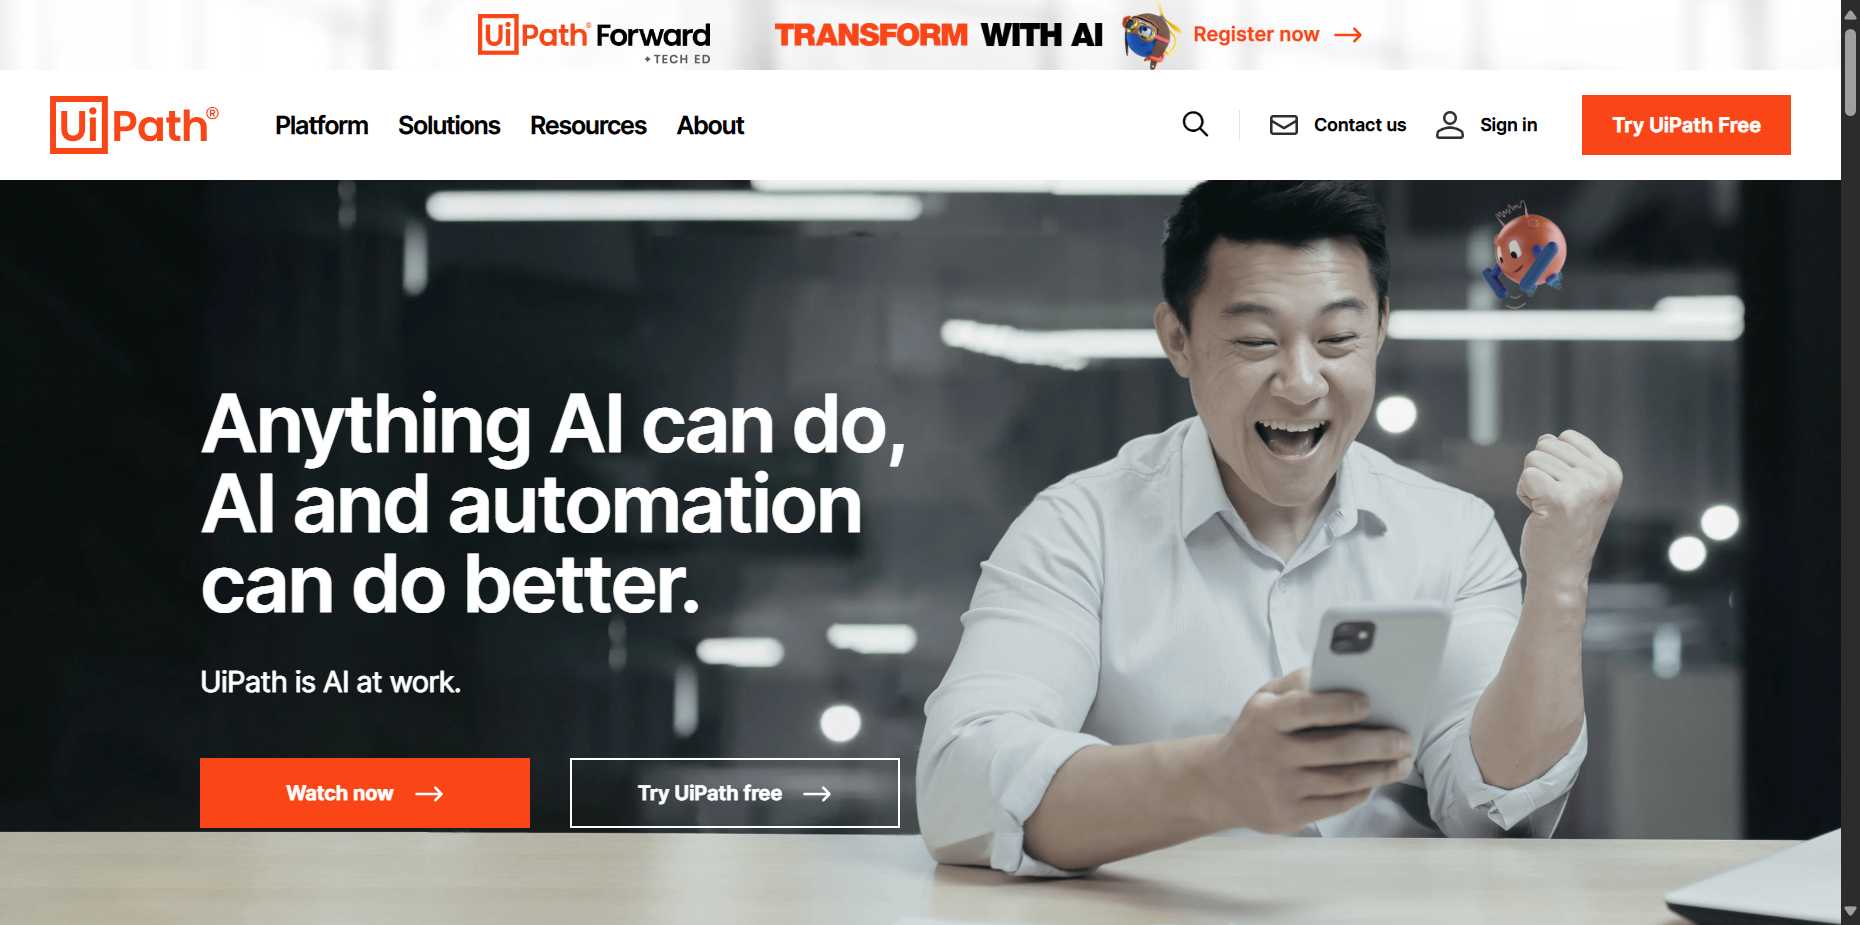 UiPath® Forward
+ TECH ED
TRANSFORM WITH AI
Register now
UiPath®
Platform
Solutions
Resources
About
Contact us
Sign in
Try UiPath Free
Anything AI can do,
AI and automation
can do better.
UiPath is AI at work.
Watch now
Try UiPath free